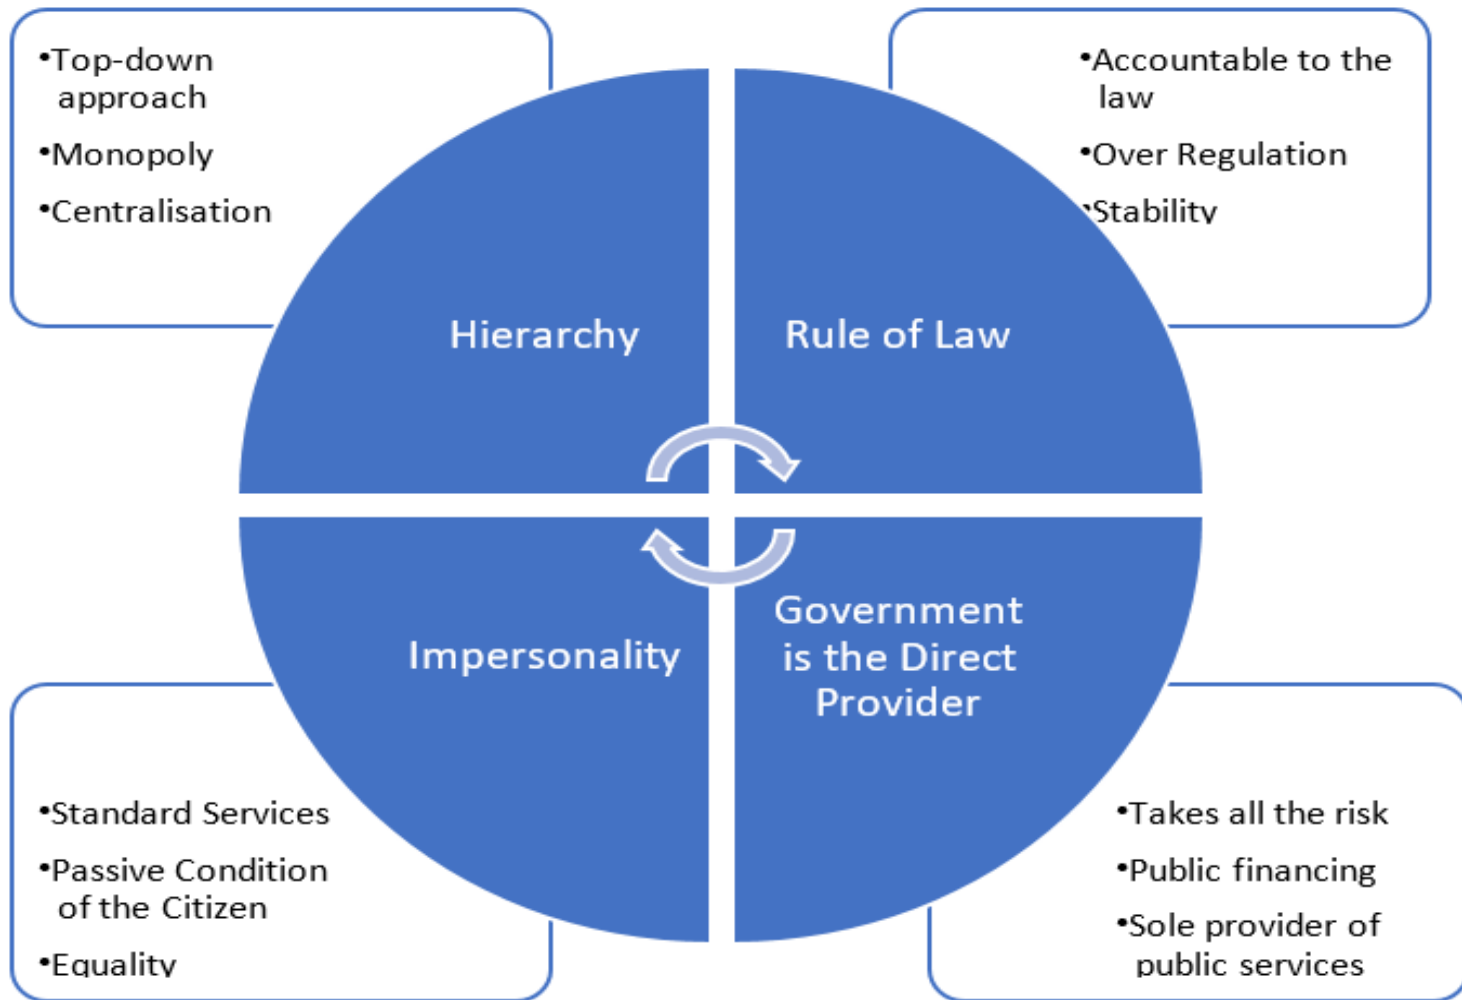 •Top-down
approach
•Monopoly
•Centralisation
•Accountable to the
law
•Over Regulation
•Stability
Hierarchy
Rule of Law
Impersonality
Government
is the Direct
Provider
•Standard Services
•Passive Condition
of the Citizen
•Equality
•Takes all the risk
•Public financing
•Sole provider of
public services